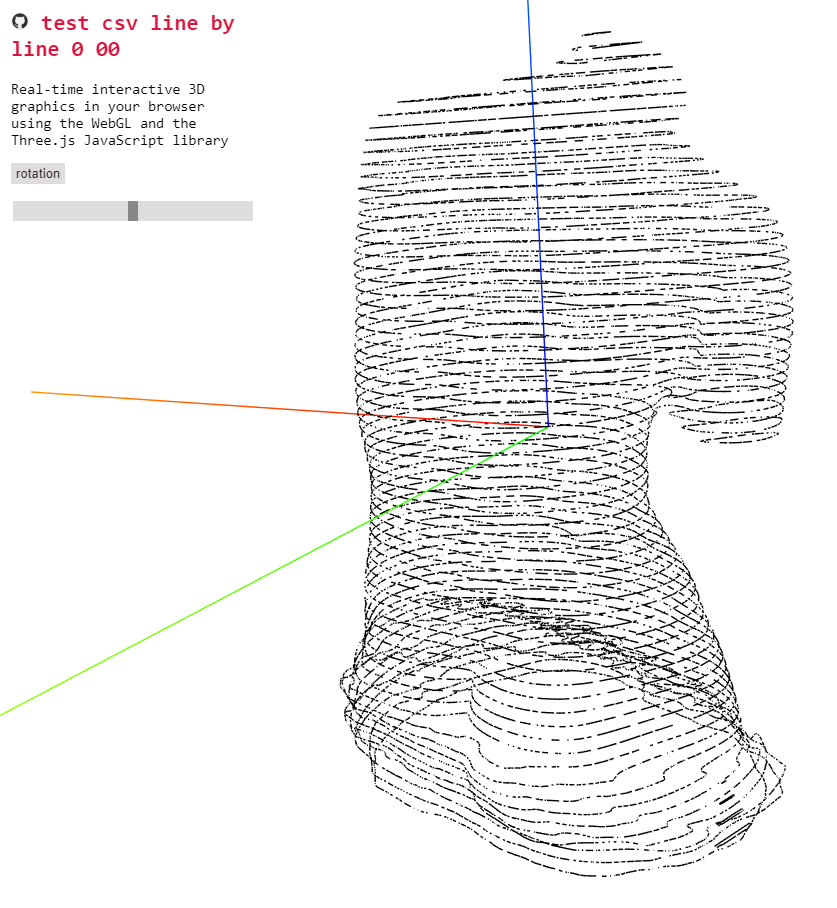 test csv line by
line 0 00
Real-time interactive 3D
graphics in your browser
using the WebGL and the
Three.js JavaScript library
rotation